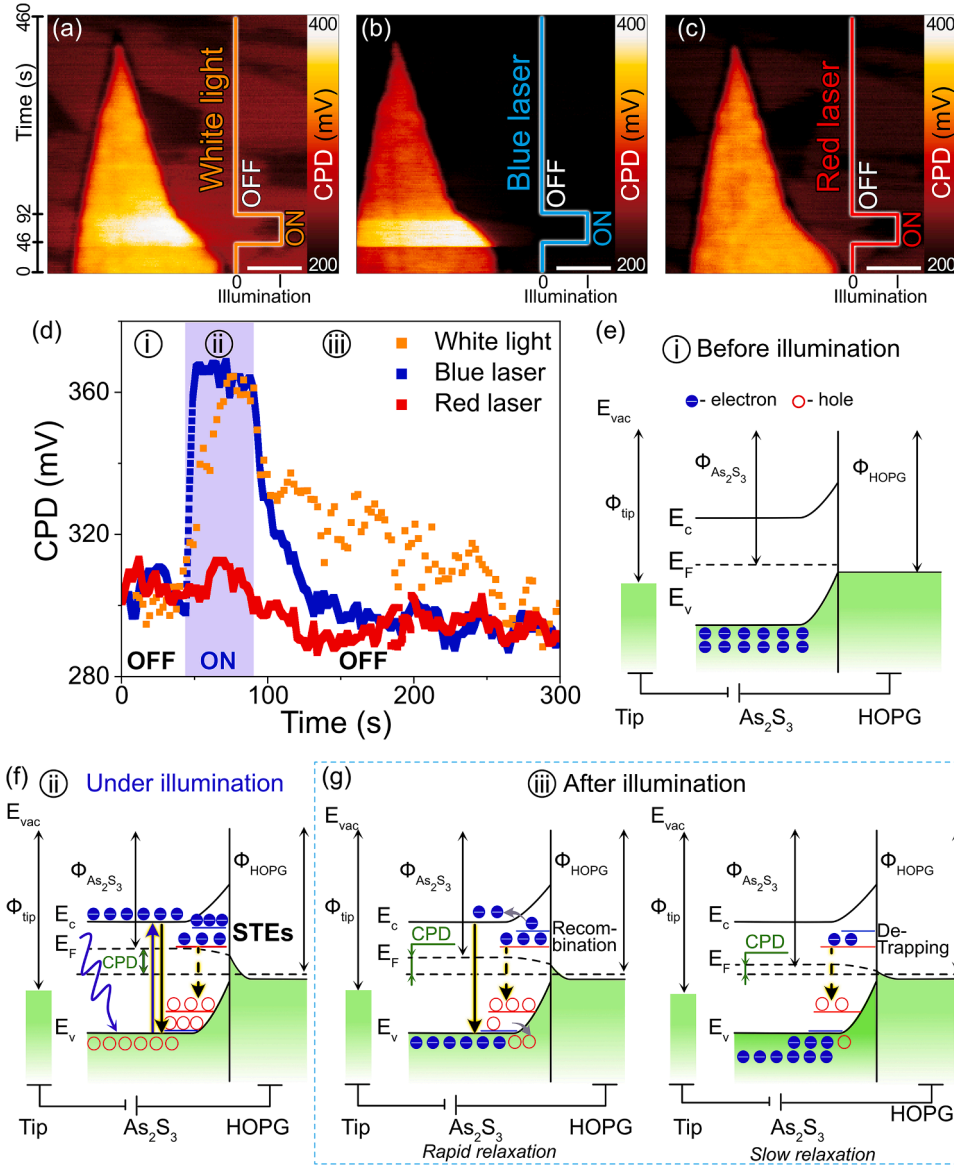 (a)
460
Time (s)
92
46
0
White light
OFF
ON
400
CPD (mV)
200
0
Illumination
(b)
Blue laser
OFF
ON
400
CPD (mV)
200
0
Illumination
(c)
Red laser
OFF
ON
400
CPD (mV)
200
0
Illumination
(d)
i
ii
iii
White light
Blue laser
Red laser
CPD (mV)
360
320
280
OFF
ON
OFF
0
100
200
300
Time (s)
(e)
i Before illumination
- electron
- hole
Evac
Φtip
ΦAs2S3
ΦHOPG
Ec
EF
Ev
Tip
As2S3
HOPG
(f) ii Under illumination
Evac
Φtip
ΦAs2S3
ΦHOPG
Ec
STEs
EF
CPD
Ev
Tip
As2S3
HOPG
(g)
iii After illumination
Evac
Φtip
ΦAs2S3
ΦHOPG
Ec
CPD
EF
Recom-
bination
Ev
Tip
As2S3
HOPG
Rapid relaxation
Evac
Φtip
ΦAs2S3
ΦHOPG
Ec
CPD
EF
De-
Trapping
Ev
Tip
As2S3
HOPG
Slow relaxation